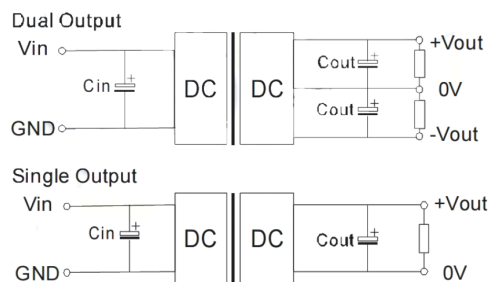 Dual Output
Vin
+Vout
Cout
+
Cin
+
DC
DC
0V
Cout
+
GND
-Vout
Single Output
Vin
+Vout
Cin
+
DC
DC
Cout
+
GND
0V